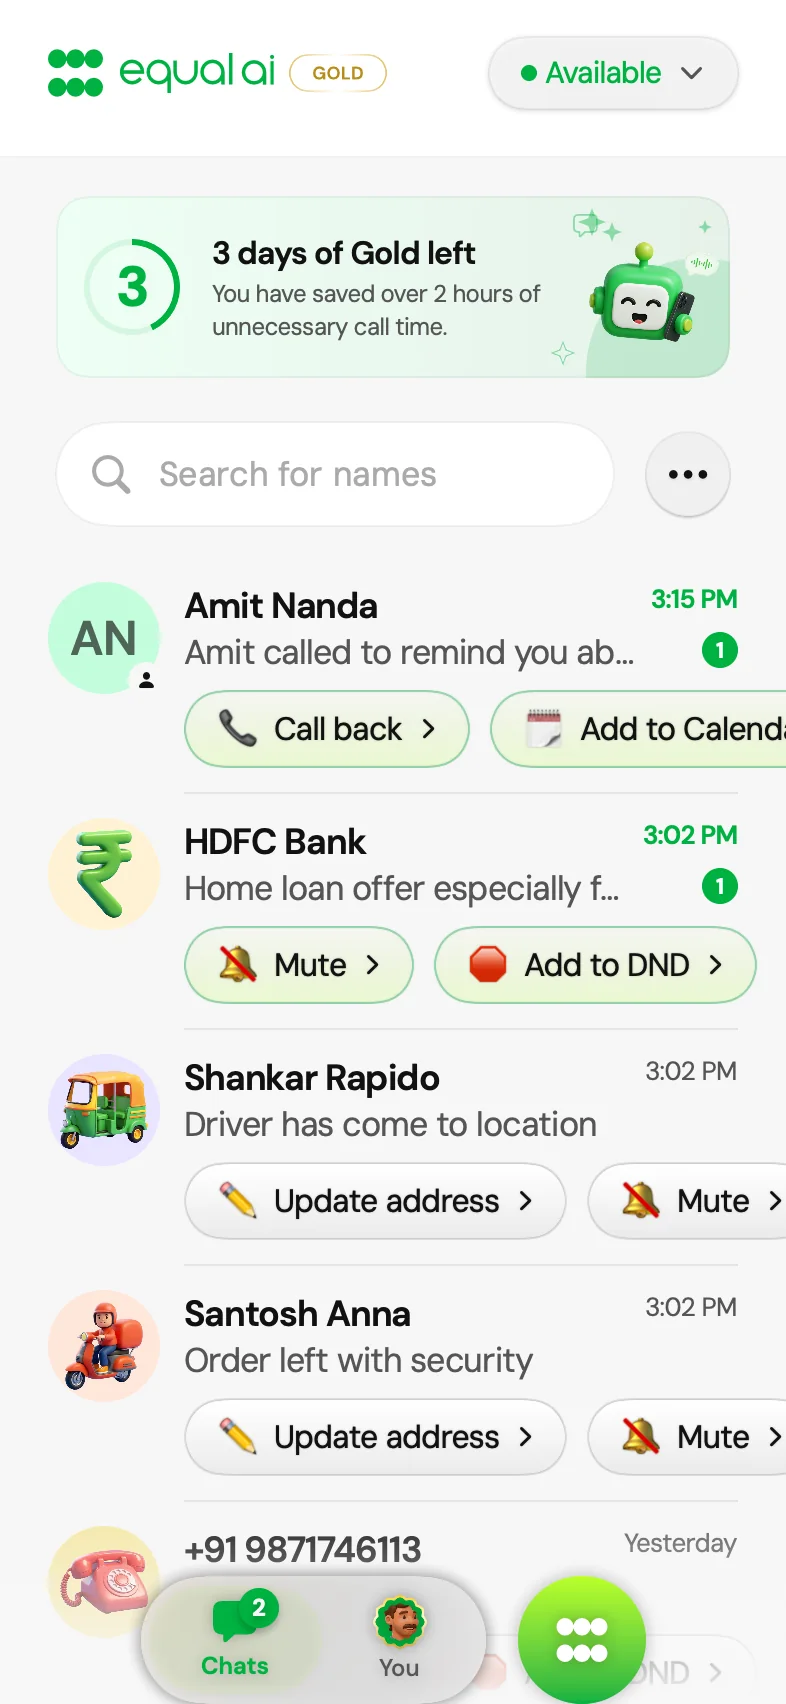 equal ai GOLD
Available
3
3 days of Gold left
You have saved over 2 hours of
unnecessary call time.
Search for names
AN
Amit Nanda
3:15 PM
Amit called to remind you ab...
1
Call back
Add to Calenda
HDFC Bank
3:02 PM
Home loan offer especially f...
1
Mute
Add to DND
Shankar Rapido
3:02 PM
Driver has come to location
Update address
Mute
Santosh Anna
3:02 PM
Order left with security
Update address
Mute
+91 9871746113
Yesterday
2
Chats
You
DND